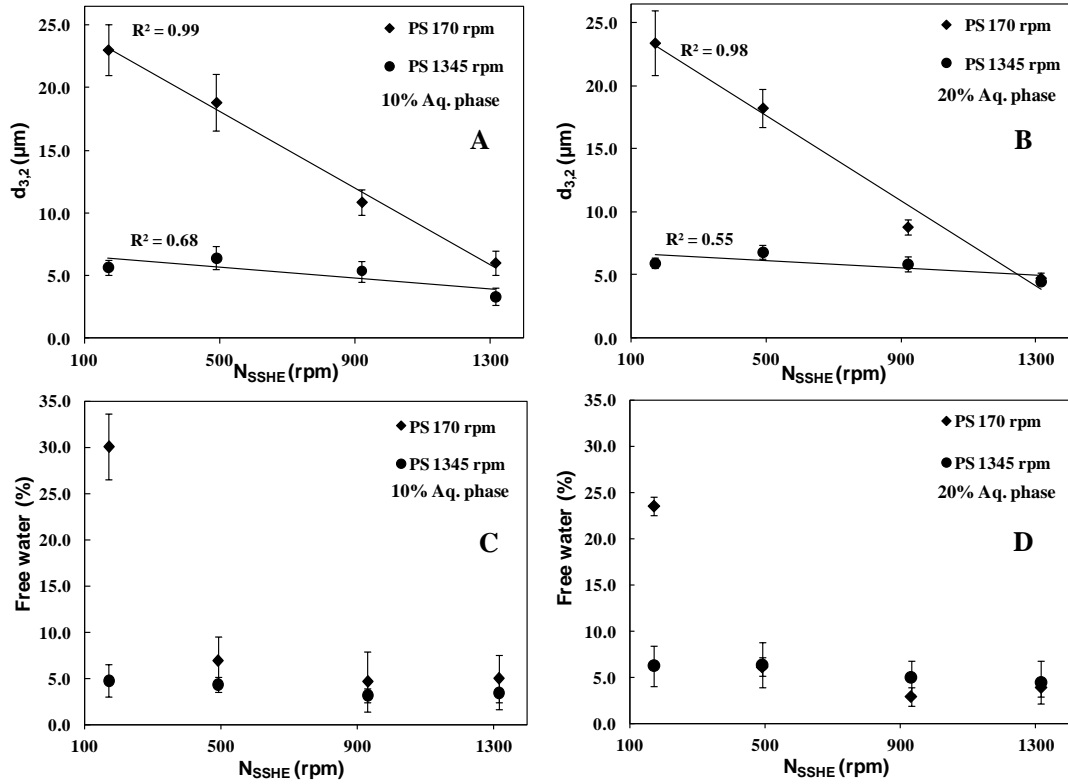 25.0
20.0
15.0
10.0
5.0
0.0
d3,2 (µm)
R² = 0.99
R² = 0.68
PS 170 rpm
PS 1345 rpm
10% Aq. phase
A
100 500 900 1300
NSSHE (rpm)
25.0
20.0
15.0
10.0
5.0
0.0
d3,2 (µm)
R² = 0.98
R² = 0.55
PS 170 rpm
PS 1345 rpm
20% Aq. phase
B
100 500 900 1300
NSSHE (rpm)
35.0
30.0
25.0
20.0
15.0
10.0
5.0
0.0
Free water (%)
PS 170 rpm
PS 1345 rpm
10% Aq. phase
C
100 500 900 1300
NSSHE (rpm)
35.0
30.0
25.0
20.0
15.0
10.0
5.0
0.0
Free water (%)
PS 170 rpm
PS 1345 rpm
20% Aq. phase
D
100 500 900 1300
NSSHE (rpm)